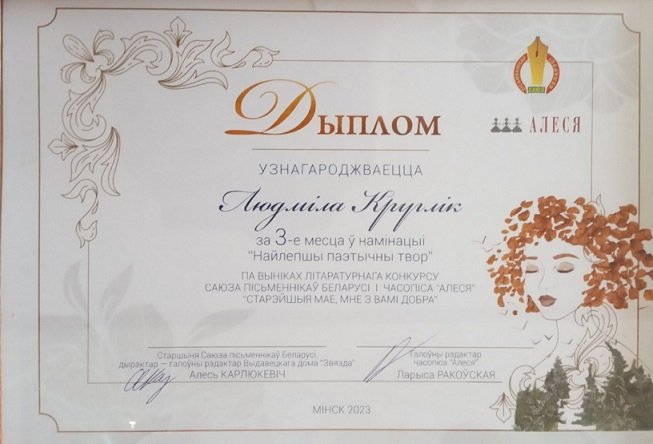 Дыплом
АЛЕСЯ
УЗНАГАРОДЖВАЕЦЦА
Людміла Круглік
за 3-е месца ў намінацыі
"Найлепшы паэтычны твор"
ПА ВЫНІКАХ ЛІТАРАТУРНАГА КОНКУРСУ
САЮЗА ПІСЬМЕННІКАЎ БЕЛАРУСІ І ЧАСОПІСА "АЛЕСЯ"
"СТАРЭЙШЫЯ МАЕ, МНЕ З ВАМІ ДОБРА"
Старшыня Саюза пісьменнікаў Беларусі,
дырэктар — галоўны рэдактар Выдавецкага дома "Звязда"
Алесь КАРЛЮКЕВІЧ
Галоўны рэдактар
часопіса "Алеся"
Ларыса РАКОЎСКАЯ
МІНСК 2023